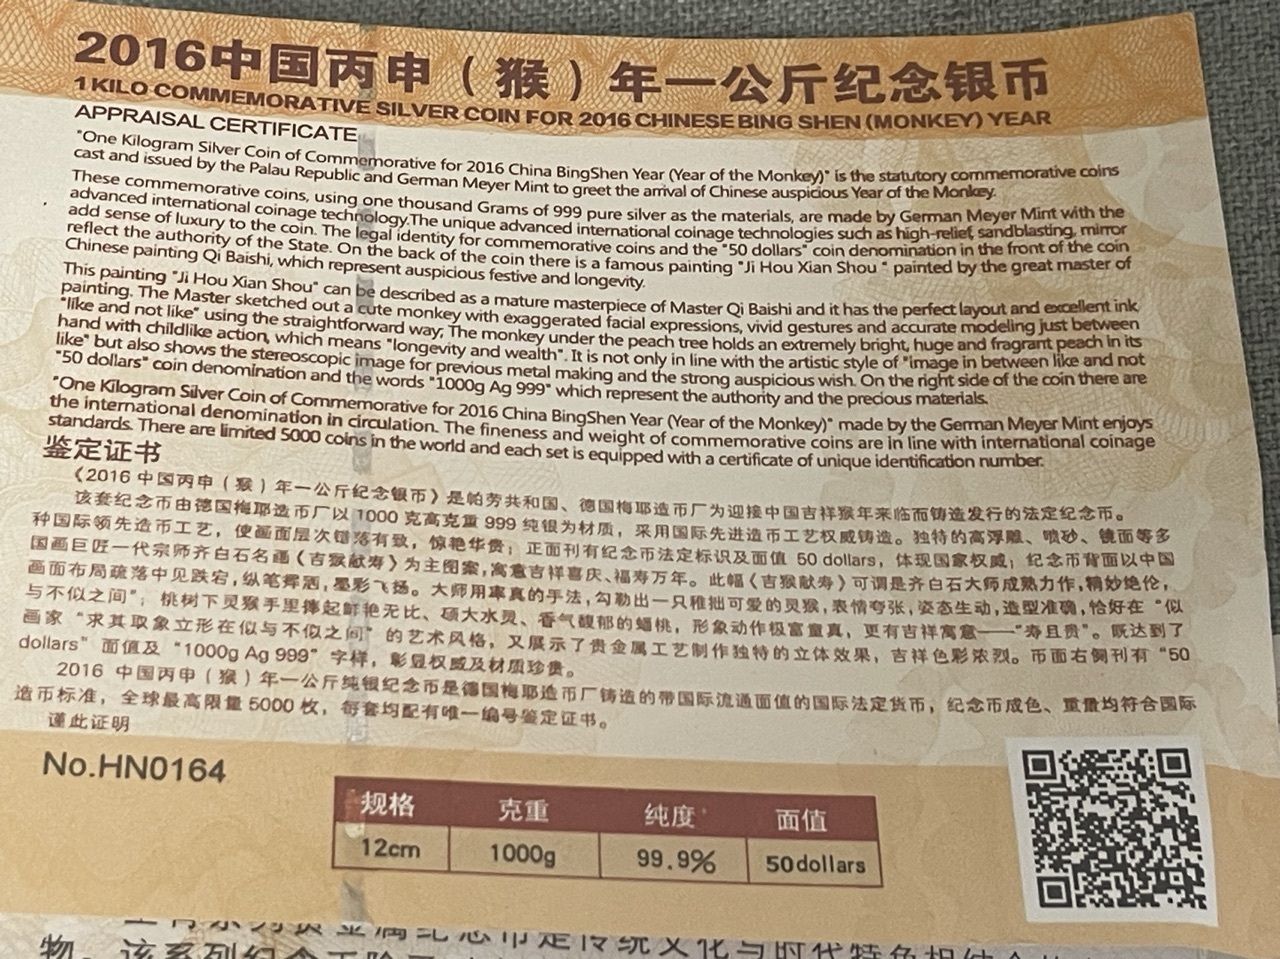 2016中国丙申（猴）年一公斤纪念银币
1 KILO COMMEMORATIVE SILVER COIN FOR 2016 CHINESE BING SHEN (MONKEY) YEAR
APPRAISAL CERTIFICATE
"One Kilogram Silver Coin of Commemorative for 2016 China BingShen Year (Year of the Monkey)" is the statutory commemorative coins
cast and issued by the Palau Republic and German Meyer Mint to greet the arrival of Chinese auspicious Year of the Monkey.
These commemorative coins, using one thousand Grams of 999 pure silver as the materials, are made by German Meyer Mint with the
advanced international coinage technology.The unique advanced international coinage technologies such as high-relief, sandblasting, mirror
add sense of luxury to the coin. The legal identity for commemorative coins and the "50 dollars" coin denomination in the front of the coin
reflect the authority of the State. On the back of the coin there is a famous painting "Ji Hou Xian Shou " painted by the great master of
Chinese painting Qi Baishi, which represent auspicious festive and longevity.
This painting "Ji Hou Xian Shou" can be described as a mature masterpiece of Master Qi Baishi and it has the perfect layout and excellent ink
painting. The Master sketched out a cute monkey with exaggerated facial expressions, vivid gestures and accurate modeling just between
"like and not like" using the straightforward way; The monkey under the peach tree holds an extremely bright, huge and fragrant peach in its
hand with childlike action, which means "longevity and wealth". It is not only in line with the artistic style of "image in between like and not
like" but also shows the stereoscopic image for previous metal making and the strong auspicious wish. On the right side of the coin there are
"50 dollars" coin denomination and the words "1000g Ag 999" which represent the authority and the precious materials.
"One Kilogram Silver Coin of Commemorative for 2016 China BingShen Year (Year of the Monkey)" made by the German Meyer Mint enjoys
the international denomination in circulation. The fineness and weight of commemorative coins are in line with international coinage
standards. There are limited 5000 coins in the world and each set is equipped with a certificate of unique identification number.
鉴定证书
《2016 中国丙申（猴）年一公斤纪念银币》是帕劳共和国、德国梅耶造币厂为迎接中国吉祥猴年来临而铸造发行的法定纪念币。
该套纪念币由德国梅耶造币厂以 1000 克高克重 999 纯银为材质，采用国际先进造币工艺权威铸造。独特的高浮雕、喷砂、镜面等多
种国际领先造币工艺，使画面层次错落有致，惊艳华贵；正面刊有纪念币法定标识及面值 50 dollars，体现国家权威；纪念币背面以中国
国画巨匠一代宗师齐白石名画《吉猴献寿》为主图案，寓意吉祥喜庆、福寿万年。此幅《吉猴献寿》可谓是齐白石大师成熟力作，精妙绝伦，
画面布局疏落中见跌宕，纵笔辉洒，墨彩飞扬。大师用率真的手法，勾勒出一只稚拙可爱的灵猴，表情夸张，姿态生动，造型准确，恰好在“似
与不似之间”；桃树下灵猴手里捧起鲜艳无比、硕大水灵、香气馥郁的蟠桃，形象动作极富童真，更有吉祥寓意——“寿且贵”。既达到了
画家“求其取象立形在似与不似之间”的艺术风格，又展示了贵金属工艺制作独特的立体效果，吉祥色彩浓烈。币面右侧刊有“50
dollars”面值及“1000g Ag 999”字样，彰显权威及材质珍贵。
2016 中国丙申（猴）年一公斤纯银纪念币是德国梅耶造币厂铸造的带国际流通面值的国际法定货币，纪念币成色、重量均符合国际
造币标准，全球最高限量 5000 枚，每套均配有唯一编号鉴定证书。
谨此证明
No.HN0164
规格 克重 纯度 面值
12cm 1000g 99.9% 50dollars